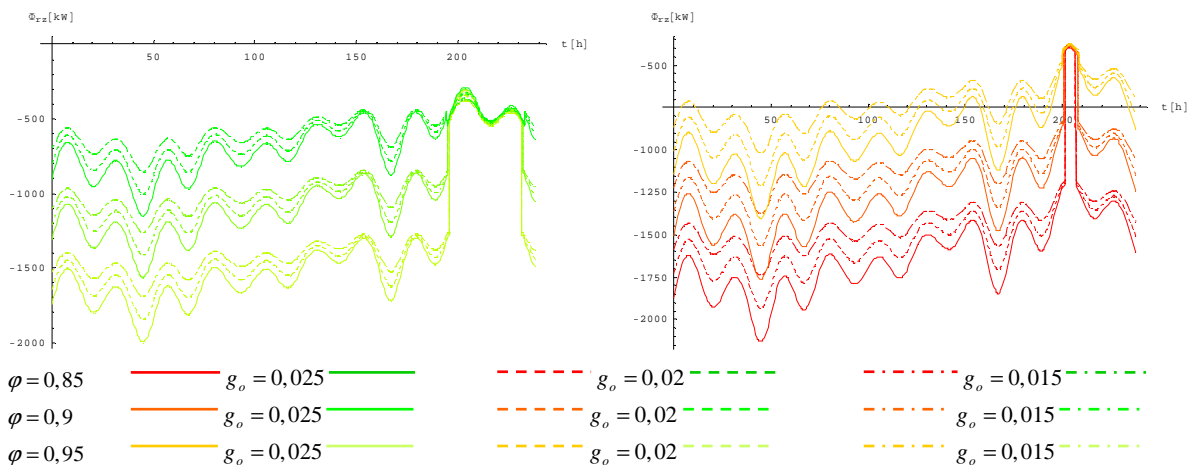 Φrz[kW]
t[h]
50
100
150
200
-500
-1000
-1500
-2000
Φrz[kW]
t[h]
50
100
150
200
-500
-1000
-1250
-1500
-1750
-2000
φ = 0,85 g_o = 0,025 g_o = 0,02 g_o = 0,015
φ = 0,9 g_o = 0,025 g_o = 0,02 g_o = 0,015
φ = 0,95 g_o = 0,025 g_o = 0,02 g_o = 0,015